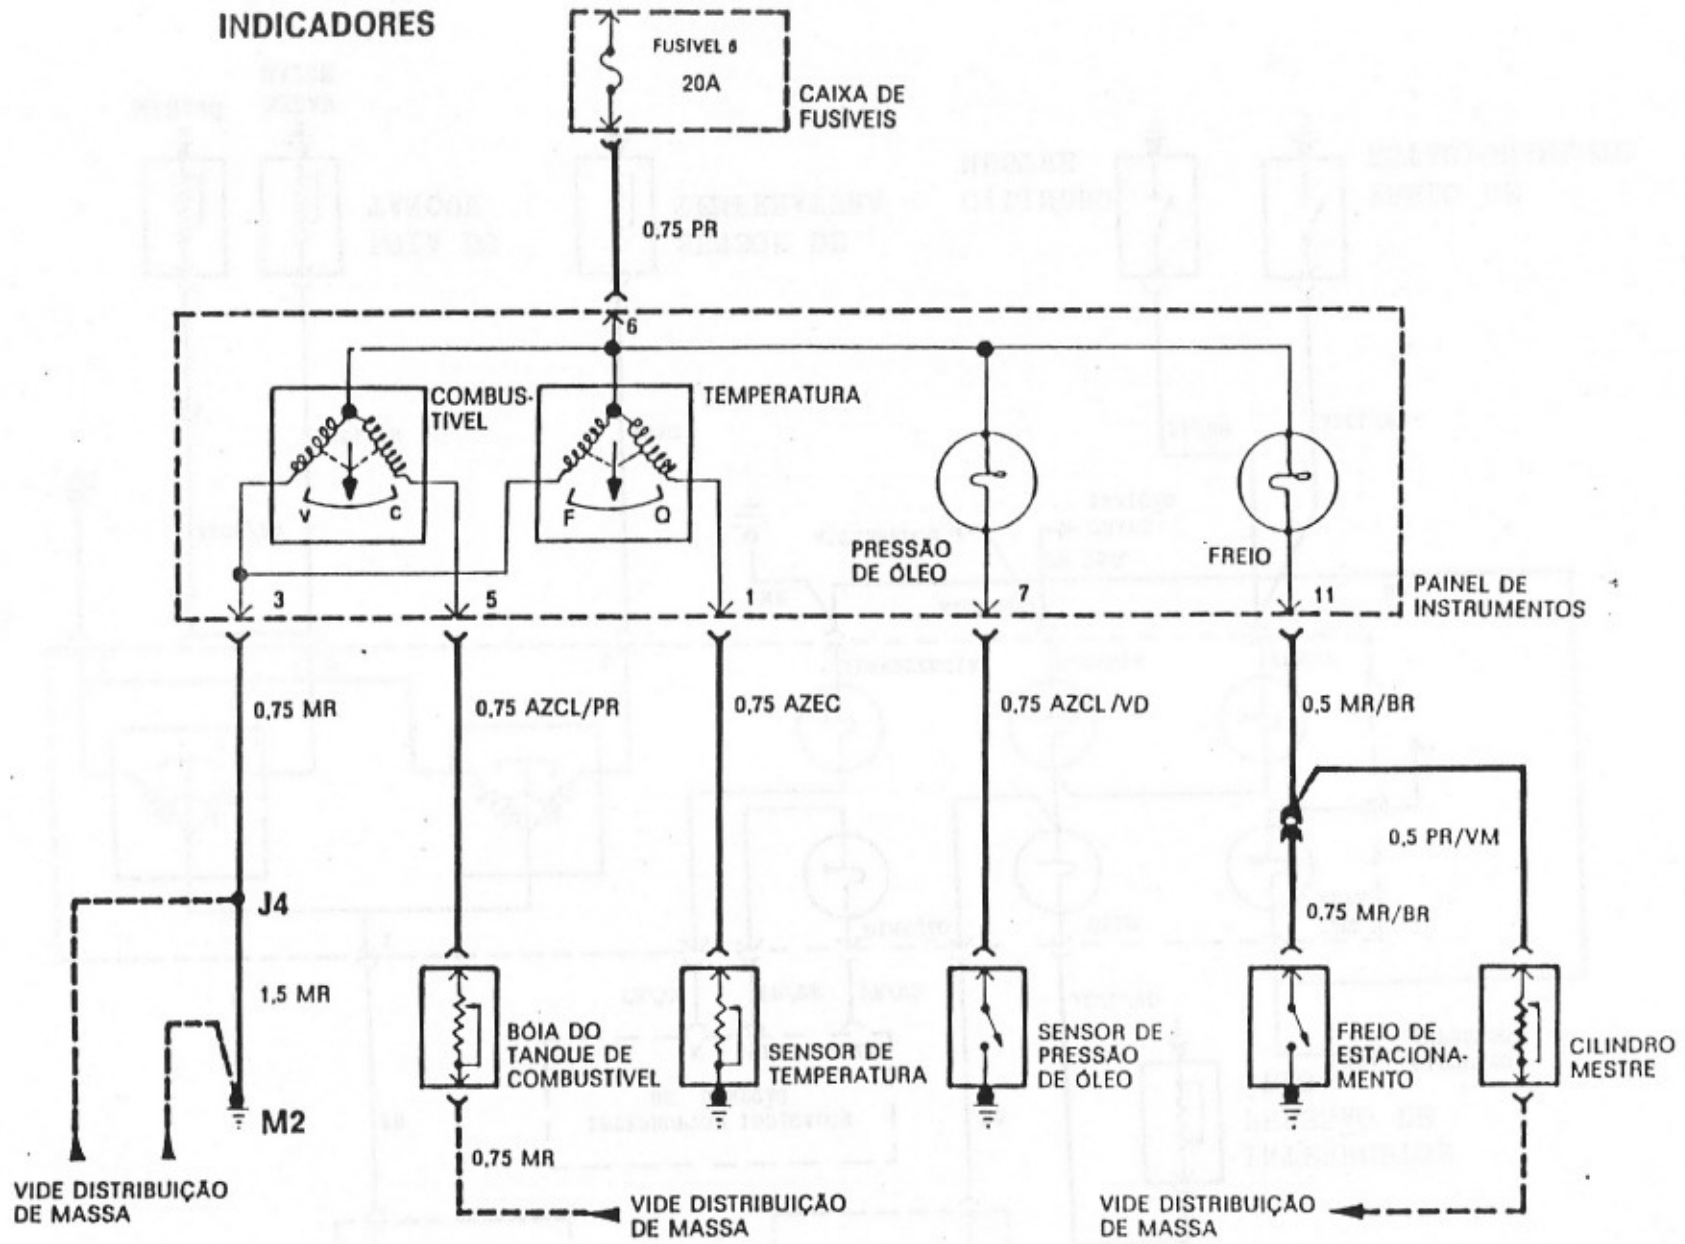 INDICADORES
FUSÍVEL 6
20A
CAIXA DE
FUSÍVEIS
0,75 PR
6
COMBUS-
TÍVEL
TEMPERATURA
V
C
F
Q
PRESSÃO
DE ÓLEO
FREIO
3
5
1
7
11
PAINEL DE
INSTRUMENTOS
0,75 MR
0,75 AZCL/PR
0,75 AZEC
0,75 AZCL/VD
0,5 MR/BR
0,5 PR/VM
J4
0,75 MR/BR
1,5 MR
BÓIA DO
TANQUE DE
COMBUSTÍVEL
SENSOR DE
TEMPERATURA
SENSOR DE
PRESSÃO
DE ÓLEO
FREIO DE
ESTACIONA-
MENTO
CILINDRO
MESTRE
M2
0,75 MR
VIDE DISTRIBUIÇÃO
DE MASSA
VIDE DISTRIBUIÇÃO
DE MASSA
VIDE DISTRIBUIÇÃO
DE MASSA